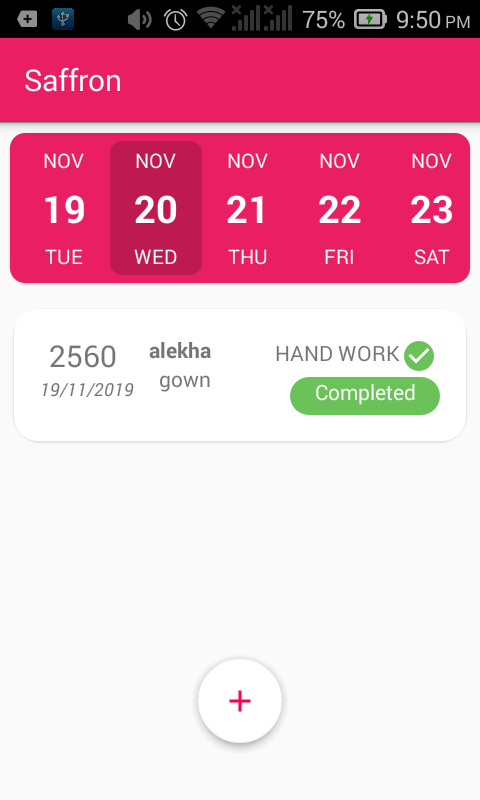 75% 9:50 PM
Saffron
NOV NOV NOV NOV NOV
19 20 21 22 23
TUE WED THU FRI SAT
2560 alekha HAND WORK
19/11/2019 gown Completed
+